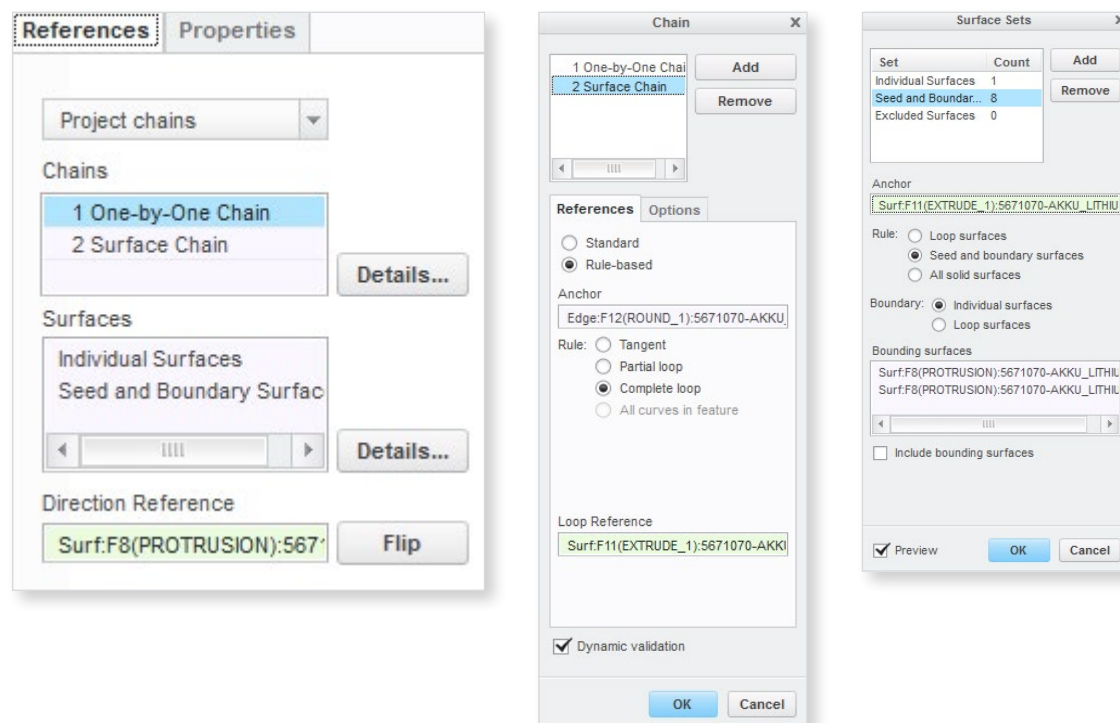 References Properties
Project chains
Chains
1 One-by-One Chain
2 Surface Chain
Details...
Surfaces
Individual Surfaces
Seed and Boundary Surfac
Details...
Direction Reference
Surf:F8(PROTRUSION):567
Flip
Chain X
1 One-by-One Chai
2 Surface Chain
Add
Remove
References Options
Standard
Rule-based
Anchor
Edge:F12(ROUND_1):5671070-AKKU_
Rule: Tangent
Partial loop
Complete loop
All curves in feature
Loop Reference
Surf:F11(EXTRUDE_1):5671070-AKK
Dynamic validation
OK Cancel
Surface Sets
Set Count
Individual Surfaces 1
Seed and Boundar... 8
Excluded Surfaces 0
Add
Remove
Anchor
Surf:F11(EXTRUDE_1):5671070-AKKU_LITHIU
Rule: Loop surfaces
Seed and boundary surfaces
All solid surfaces
Boundary: Individual surfaces
Loop surfaces
Bounding surfaces
Surf:F8(PROTRUSION):5671070-AKKU_LITHIU
Surf:F8(PROTRUSION):5671070-AKKU_LITHIU
Include bounding surfaces
Preview OK Cancel